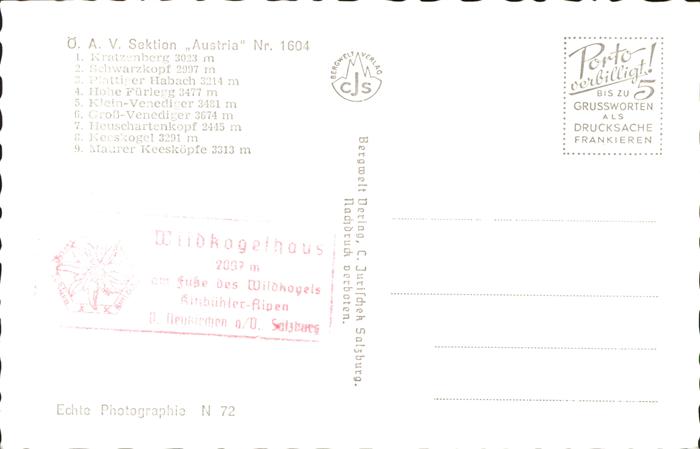 Ö. A. V. Sektion „Austria" Nr. 1604
1. Kratzenberg 3023 m
2. Schwarzkopf 2997 m
3. Plattiger Habach 3214 m
4. Hohe Fürlegg 3477 m
5. Klein-Venediger 3481 m
6. Groß-Venediger 3674 m
7. Heuschartenkopf 2445 m
8. Keeskogel 3291 m
9. Maurer Keesköpfe 3313 m
BERGWELT-VERLAG
CJS
Porto
verbilligt!
BIS ZU 5
GRUSSWORTEN
ALS
DRUCKSACHE
FRANKIEREN
Wildkogelhaus
2007 m
am Fuße des Wildkogels
Kitzbühler-Alpen
P. Neukirchen a/V. Salzburg
Bergwelt Verlag, C. Jurischek Salzburg.
Nachdruck verboten.
Echte Photographie N 72